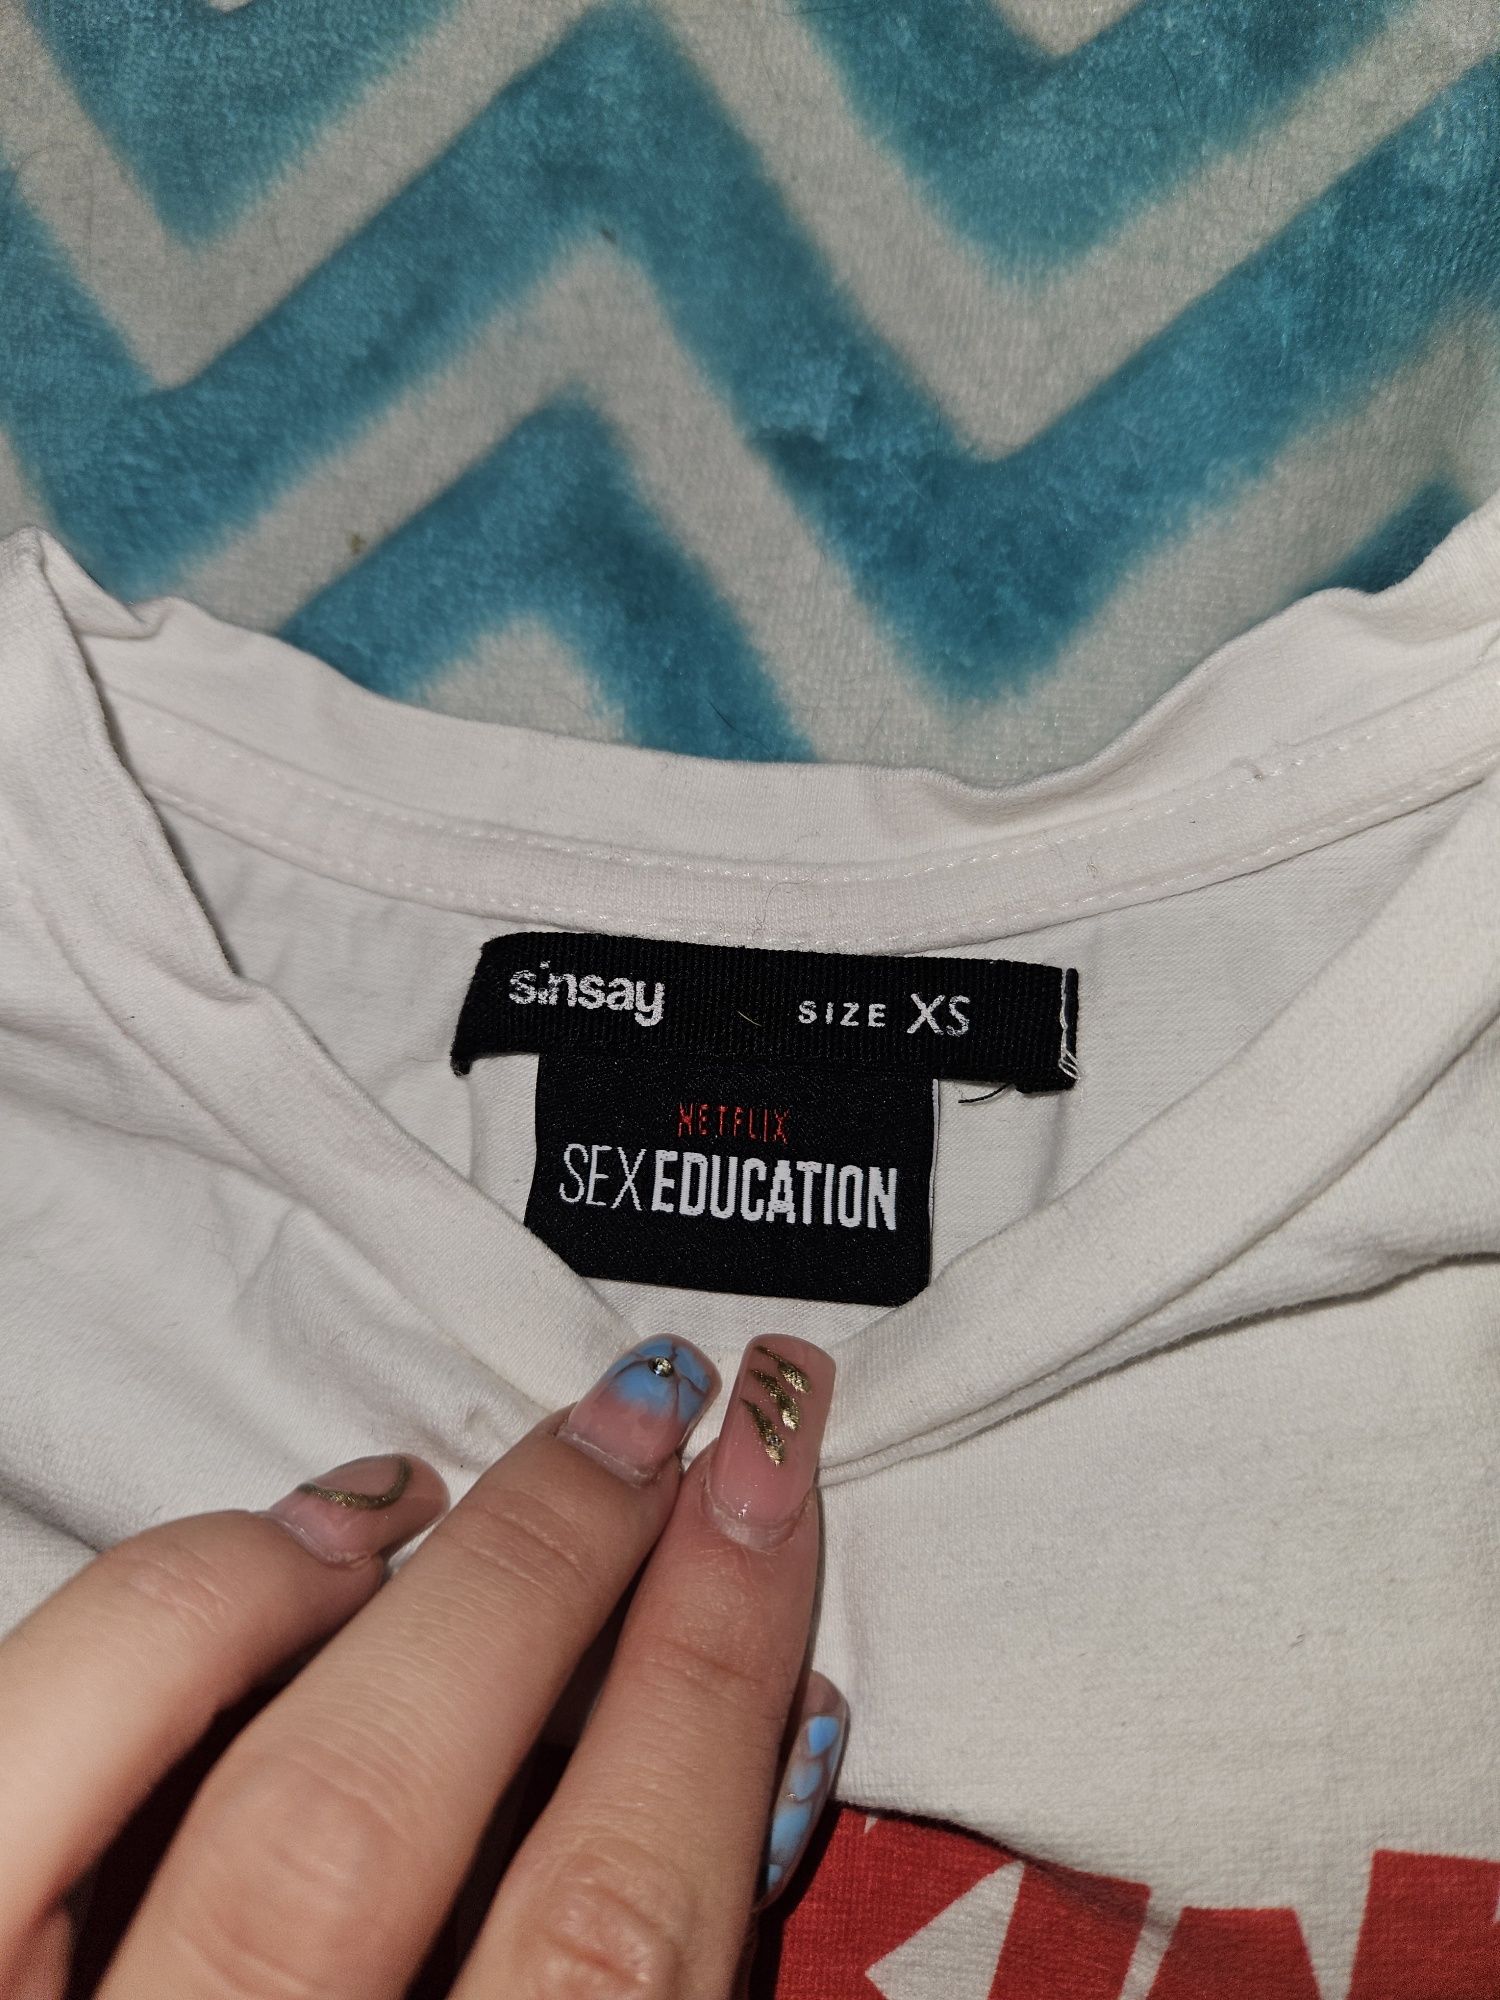 sinsay SIZE XS
NETFLIX
SEX EDUCATION